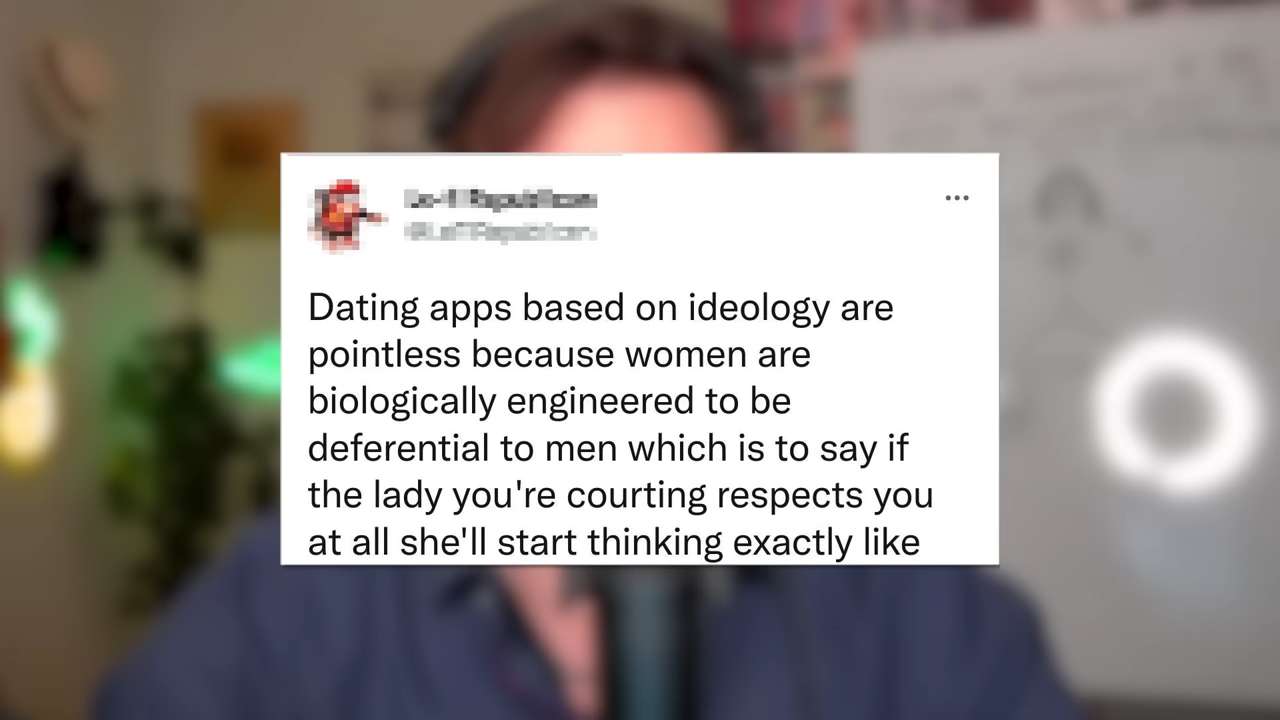 Dating apps based on ideology are
pointless because women are
biologically engineered to be
deferential to men which is to say if
the lady you're courting respects you
at all she'll start thinking exactly like